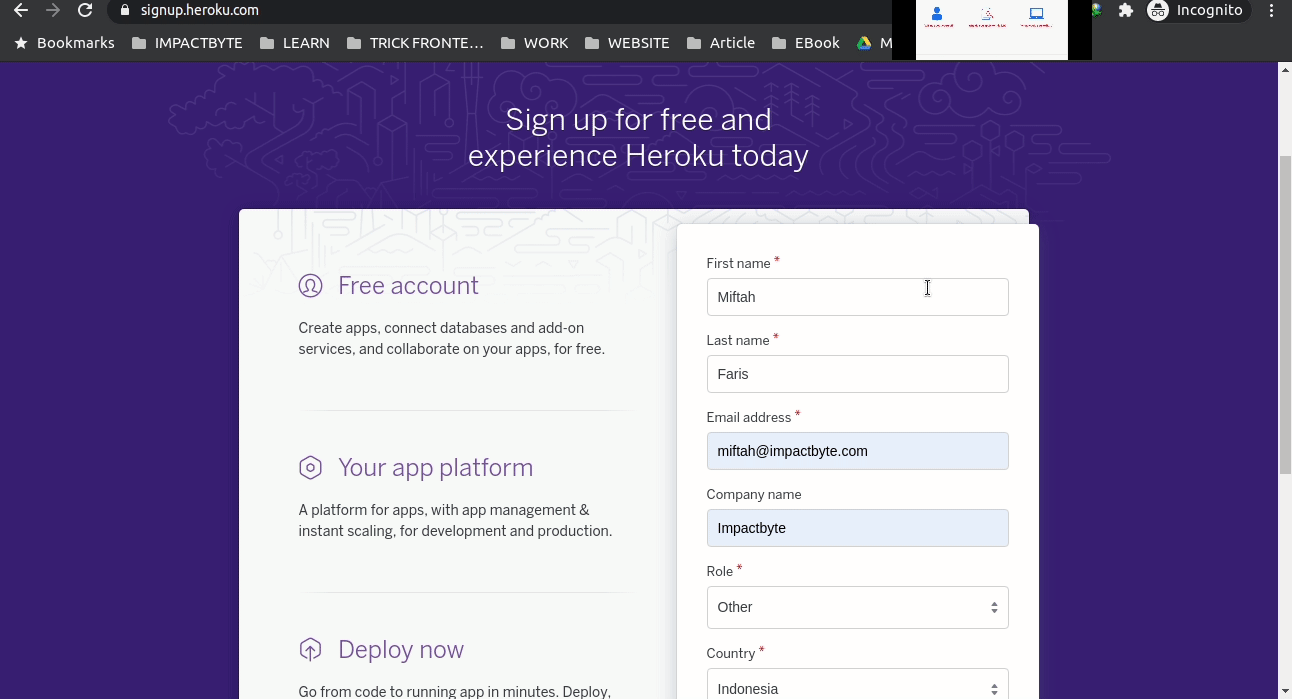 signup.heroku.com
Incognito
Bookmarks
IMPACTBYTE
LEARN
TRICK FRONTE…
WORK
WEBSITE
Article
EBook
M
Sign up for free and
experience Heroku today
Free account
Create apps, connect databases and add-on
services, and collaborate on your apps, for free.
Your app platform
A platform for apps, with app management &
instant scaling, for development and production.
Deploy now
Go from code to running app in minutes. Deploy,
First name *
Miftah
Last name *
Faris
Email address *
miftah@impactbyte.com
Company name
Impactbyte
Role *
Other
Country *
Indonesia